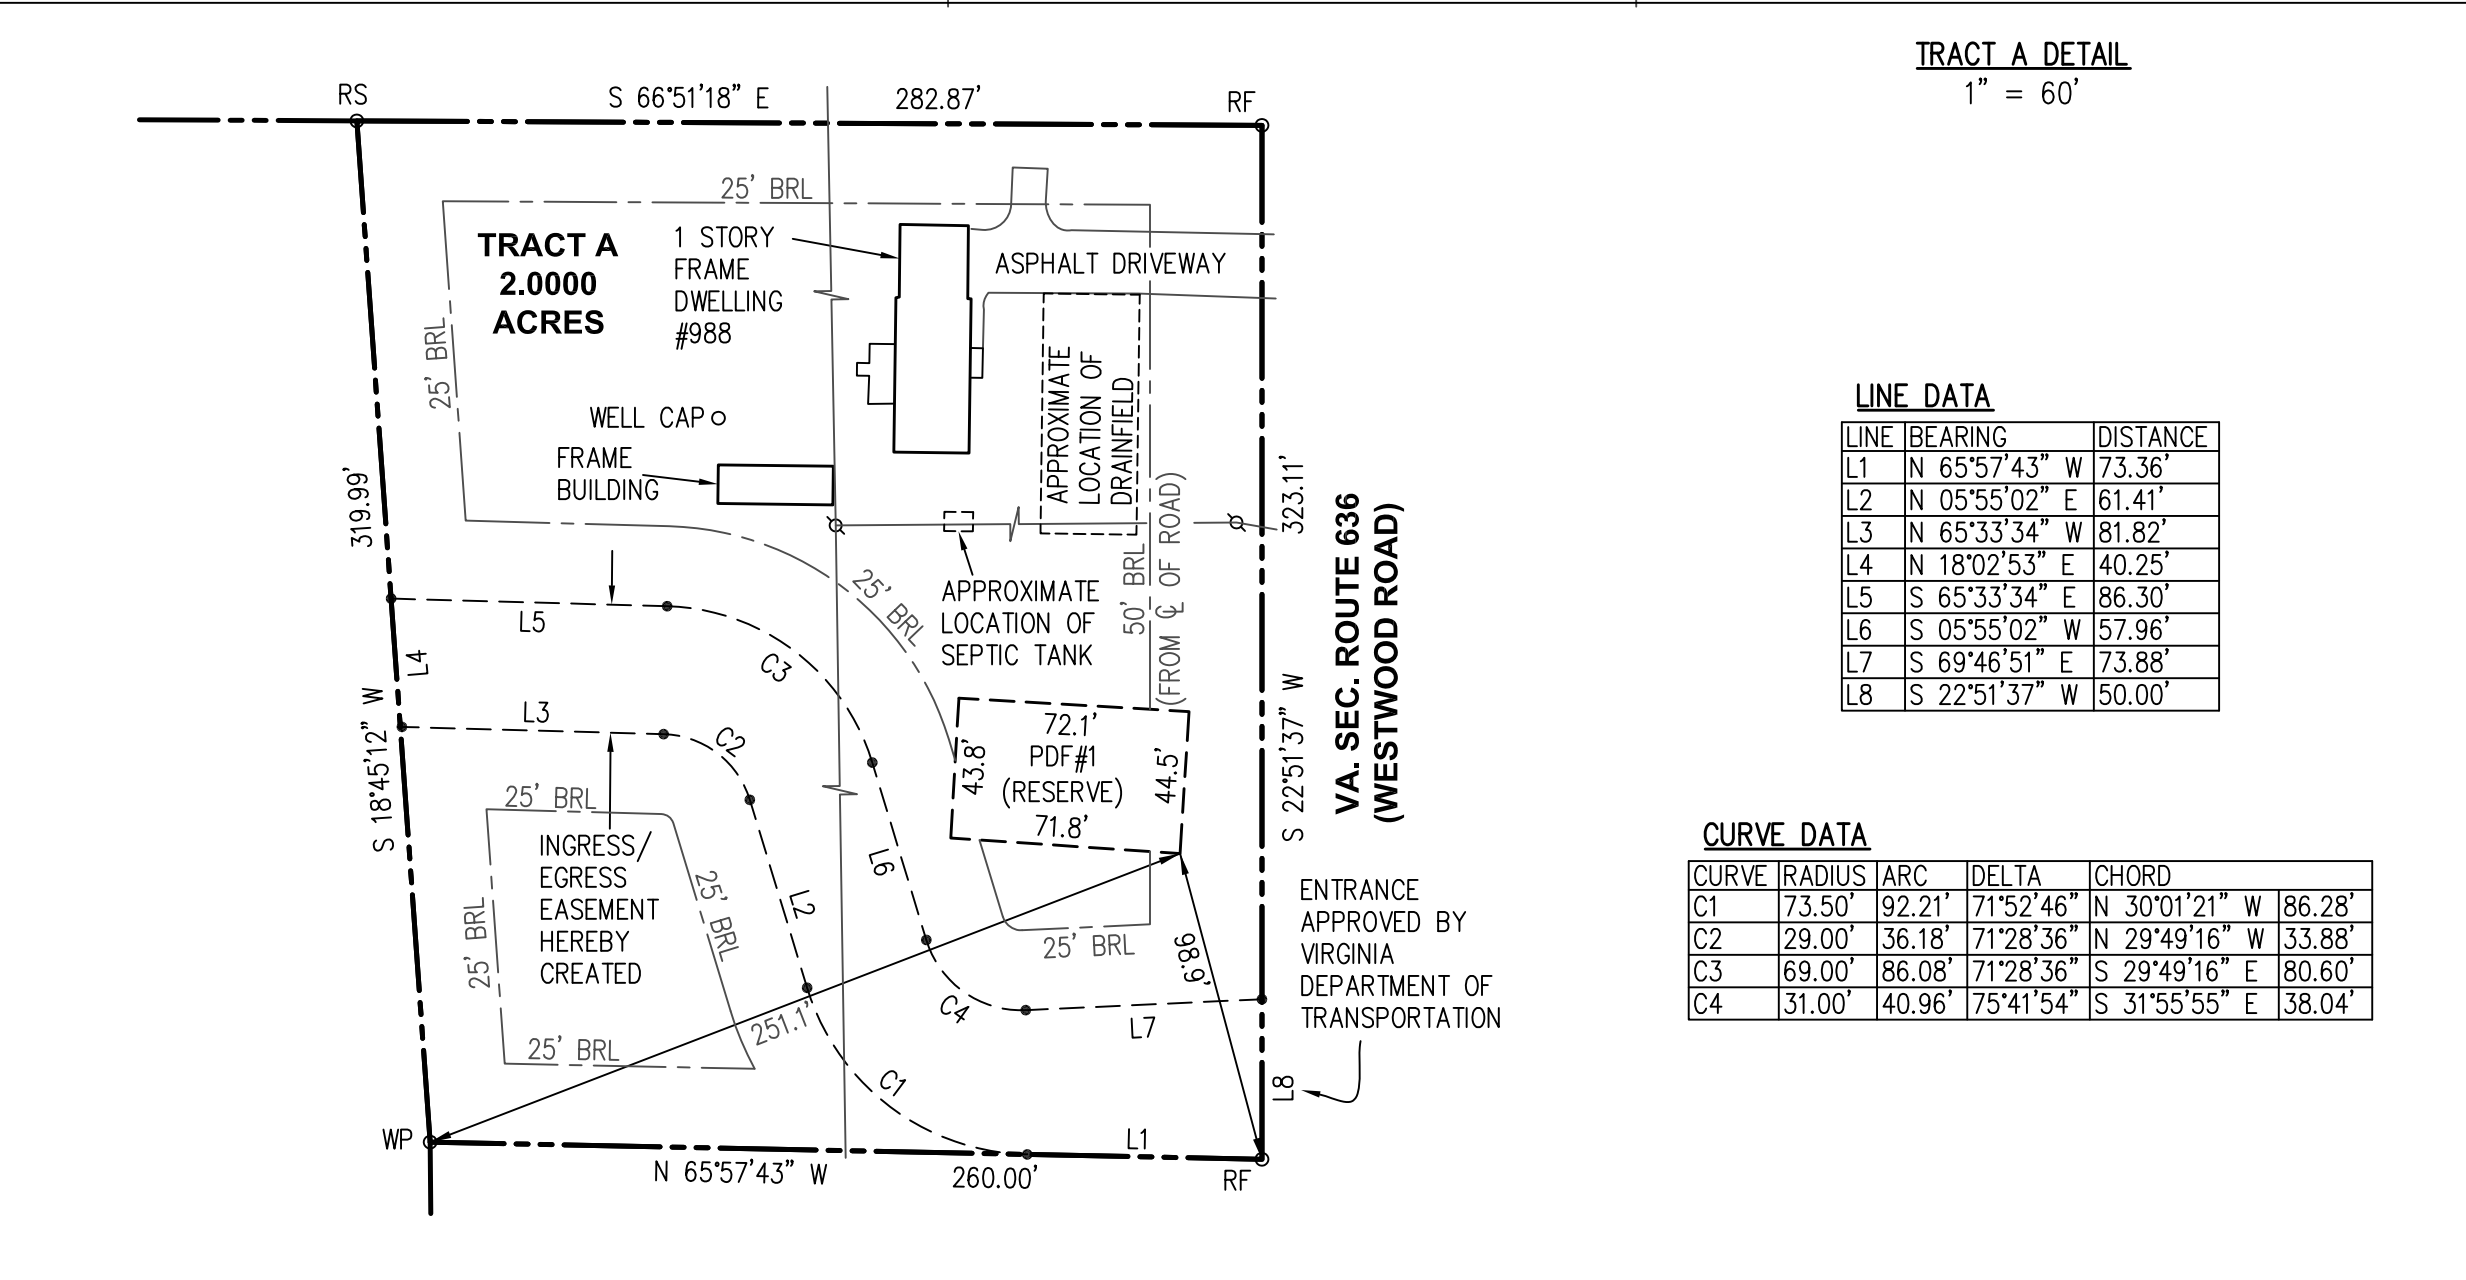 TRACT A DETAIL
1" = 60'
RS
S 66°51'18" E
282.87'
RF
25' BRL
TRACT A
2.0000
ACRES
1 STORY
FRAME
DWELLING
#988
ASPHALT DRIVEWAY
25' BRL
APPROXIMATE
LOCATION OF
DRAINFIELD
WELL CAP
FRAME
BUILDING
319.99'
S 18°45'12" W
323.11'
S 22°51'37" W
VA. SEC. ROUTE 636
(WESTWOOD ROAD)
50' BRL
(FROM ℄ OF ROAD)
25' BRL
APPROXIMATE
LOCATION OF
SEPTIC TANK
L5
L4
C3
L3
C2
72.1'
43.8'
PDF#1
(RESERVE)
44.5'
71.8'
25' BRL
INGRESS/
EGRESS
EASEMENT
HEREBY
CREATED
25' BRL
25' BRL
L2
L6
25' BRL
98.9'
ENTRANCE
APPROVED BY
VIRGINIA
DEPARTMENT OF
TRANSPORTATION
C4
L7
251.1'
25' BRL
C1
L8
WP
L1
N 65°57'43" W
260.00'
RF
LINE DATA
LINE BEARING DISTANCE
L1 N 65°57'43" W 73.36'
L2 N 05°55'02" E 61.41'
L3 N 65°33'34" W 81.82'
L4 N 18°02'53" E 40.25'
L5 S 65°33'34" E 86.30'
L6 S 05°55'02" W 57.96'
L7 S 69°46'51" E 73.88'
L8 S 22°51'37" W 50.00'
CURVE DATA
CURVE RADIUS ARC DELTA CHORD
C1 73.50' 92.21' 71°52'46" N 30°01'21" W 86.28'
C2 29.00' 36.18' 71°28'36" N 29°49'16" W 33.88'
C3 69.00' 86.08' 71°28'36" S 29°49'16" E 80.60'
C4 31.00' 40.96' 75°41'54" S 31°55'55" E 38.04'